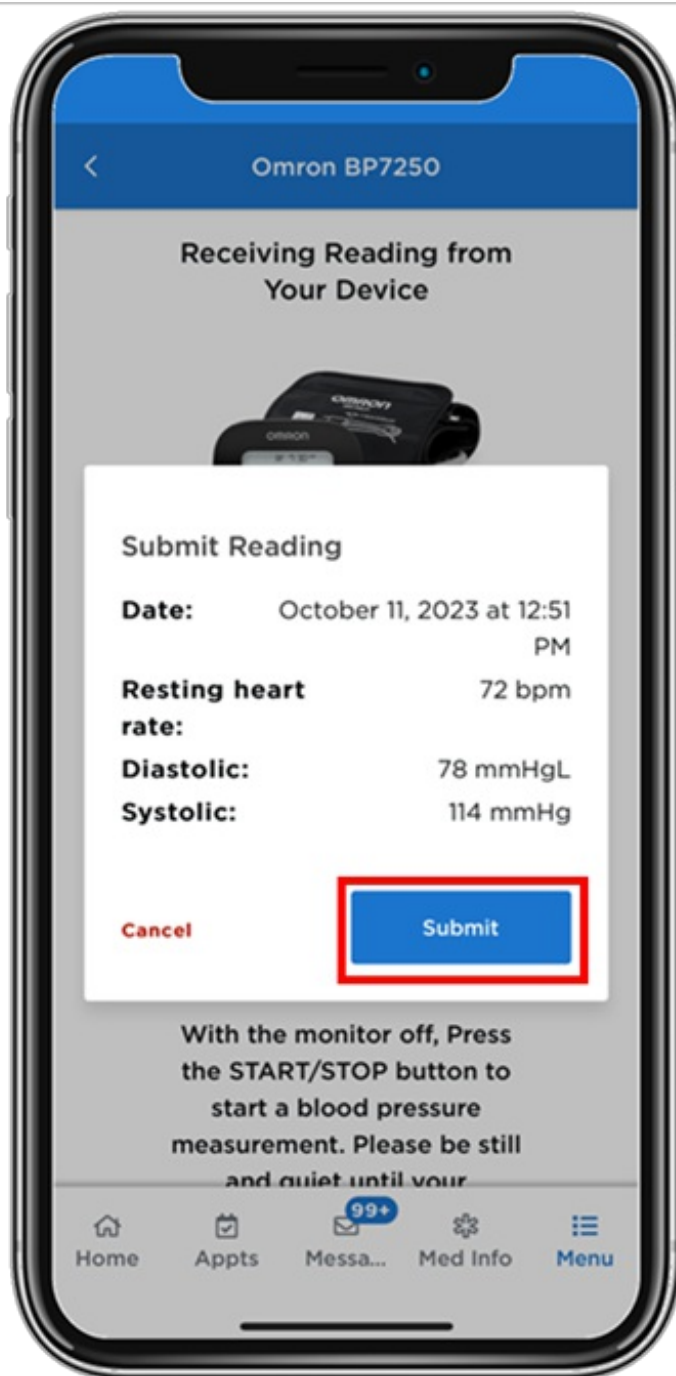 Omron BP7250
Receiving Reading from
Your Device
OMRON
OMRON
Submit Reading
Date: October 11, 2023 at 12:51
PM
Resting heart 72 bpm
rate:
Diastolic: 78 mmHgL
Systolic: 114 mmHg
Cancel Submit
With the monitor off, Press
the START/STOP button to
start a blood pressure
measurement. Please be still
and quiet until your
99+
Home Appts Messa... Med Info Menu